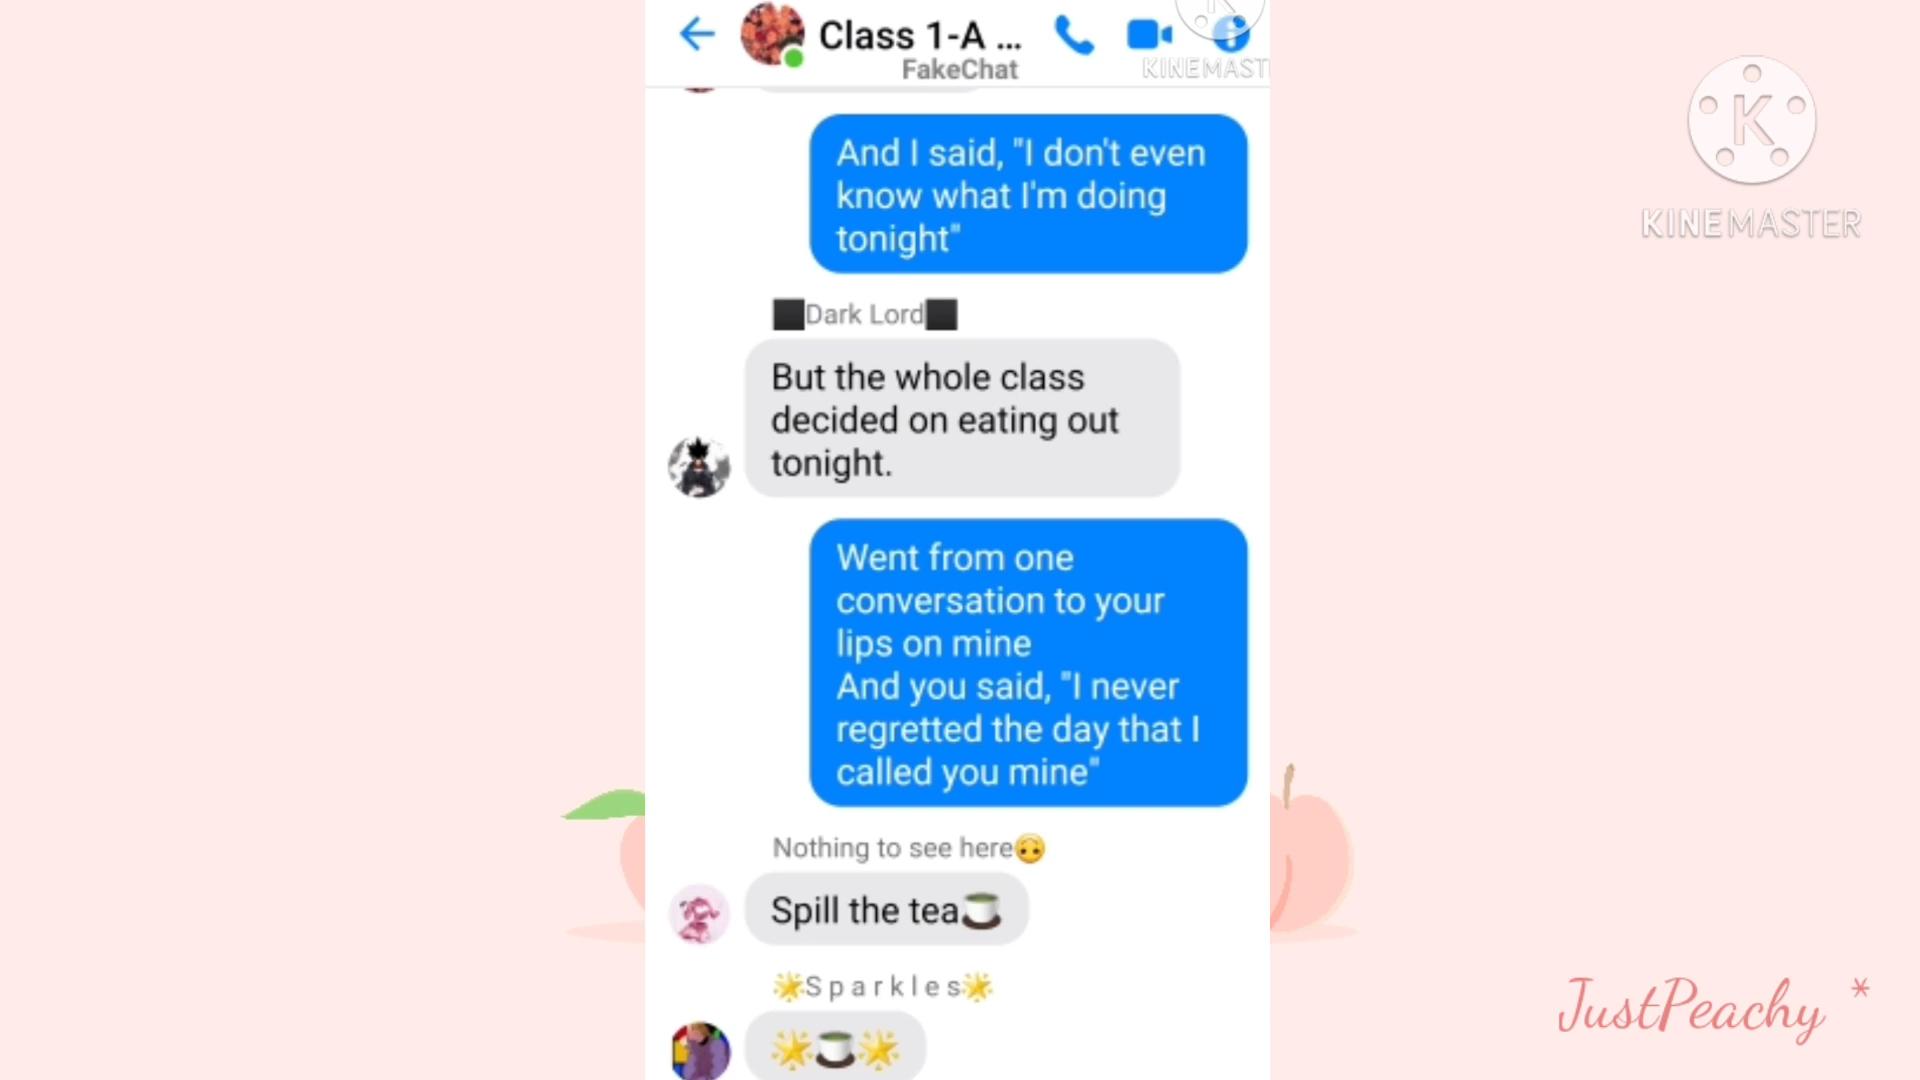 Class 1-A ...
FakeChat
KINEMAST
K
KINEMASTER
And I said, "I don't even
know what I'm doing
tonight"
⬛Dark Lord⬛
But the whole class
decided on eating out
tonight.
Went from one
conversation to your
lips on mine
And you said, "I never
regretted the day that I
called you mine"
Nothing to see here🙃
Spill the tea🍵
🌟S p a r k l e s🌟
🌟🍵🌟
JustPeachy *